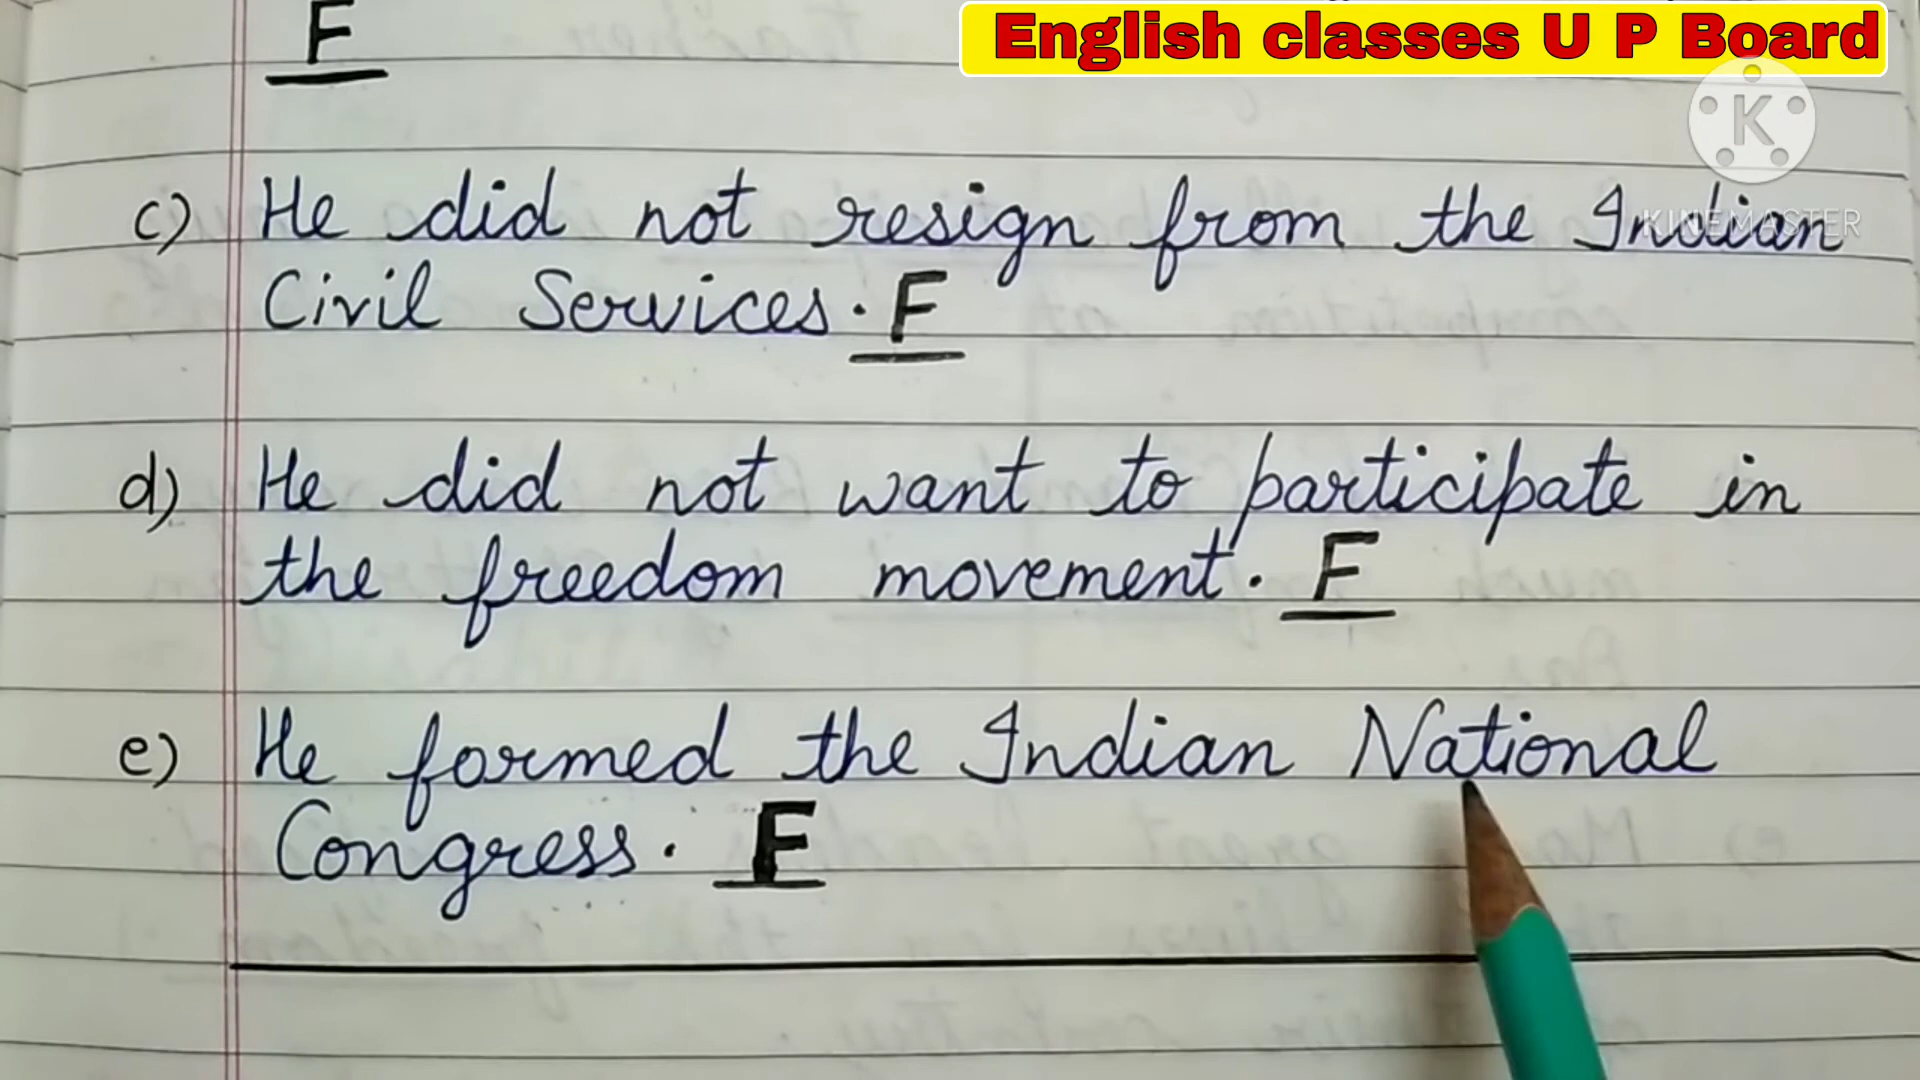 English classes U P Board
F
KINEMASTER
c) He did not resign from the Indian
Civil Services. F
d) He did not want to participate in
the freedom movement. F
e) He formed the Indian National
Congress. F